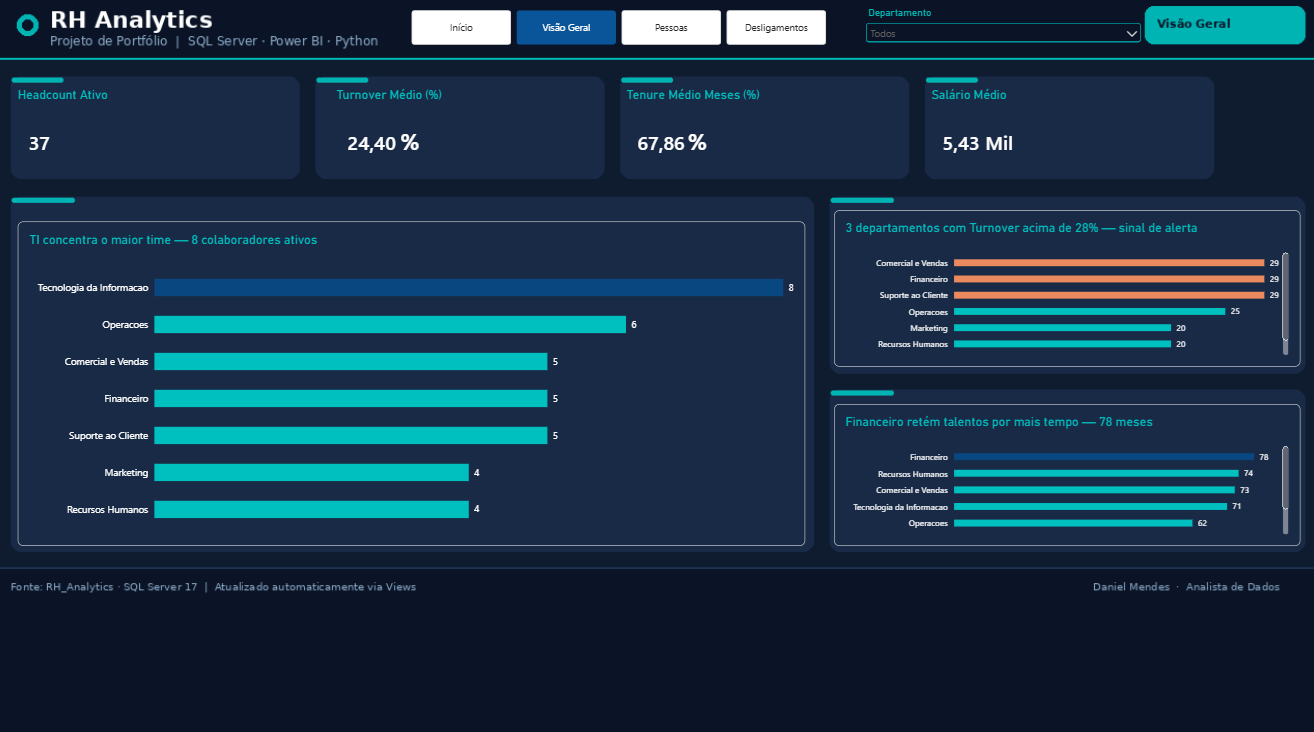 RH Analytics
Projeto de Portfólio | SQL Server · Power BI · Python
Início
Visão Geral
Pessoas
Desligamentos
Departamento
Todos
Visão Geral
Headcount Ativo
37
Turnover Médio (%)
24,40 %
Tenure Médio Meses (%)
67,86 %
Salário Médio
5,43 Mil
TI concentra o maior time — 8 colaboradores ativos
Tecnologia da Informacao 8
Operacoes 6
Comercial e Vendas 5
Financeiro 5
Suporte ao Cliente 5
Marketing 4
Recursos Humanos 4
3 departamentos com Turnover acima de 28% — sinal de alerta
Comercial e Vendas 29
Financeiro 29
Suporte ao Cliente 29
Operacoes 25
Marketing 20
Recursos Humanos 20
Financeiro retém talentos por mais tempo — 78 meses
Financeiro 78
Recursos Humanos 74
Comercial e Vendas 73
Tecnologia da Informacao 71
Operacoes 62
Fonte: RH_Analytics · SQL Server 17 | Atualizado automaticamente via Views
Daniel Mendes · Analista de Dados